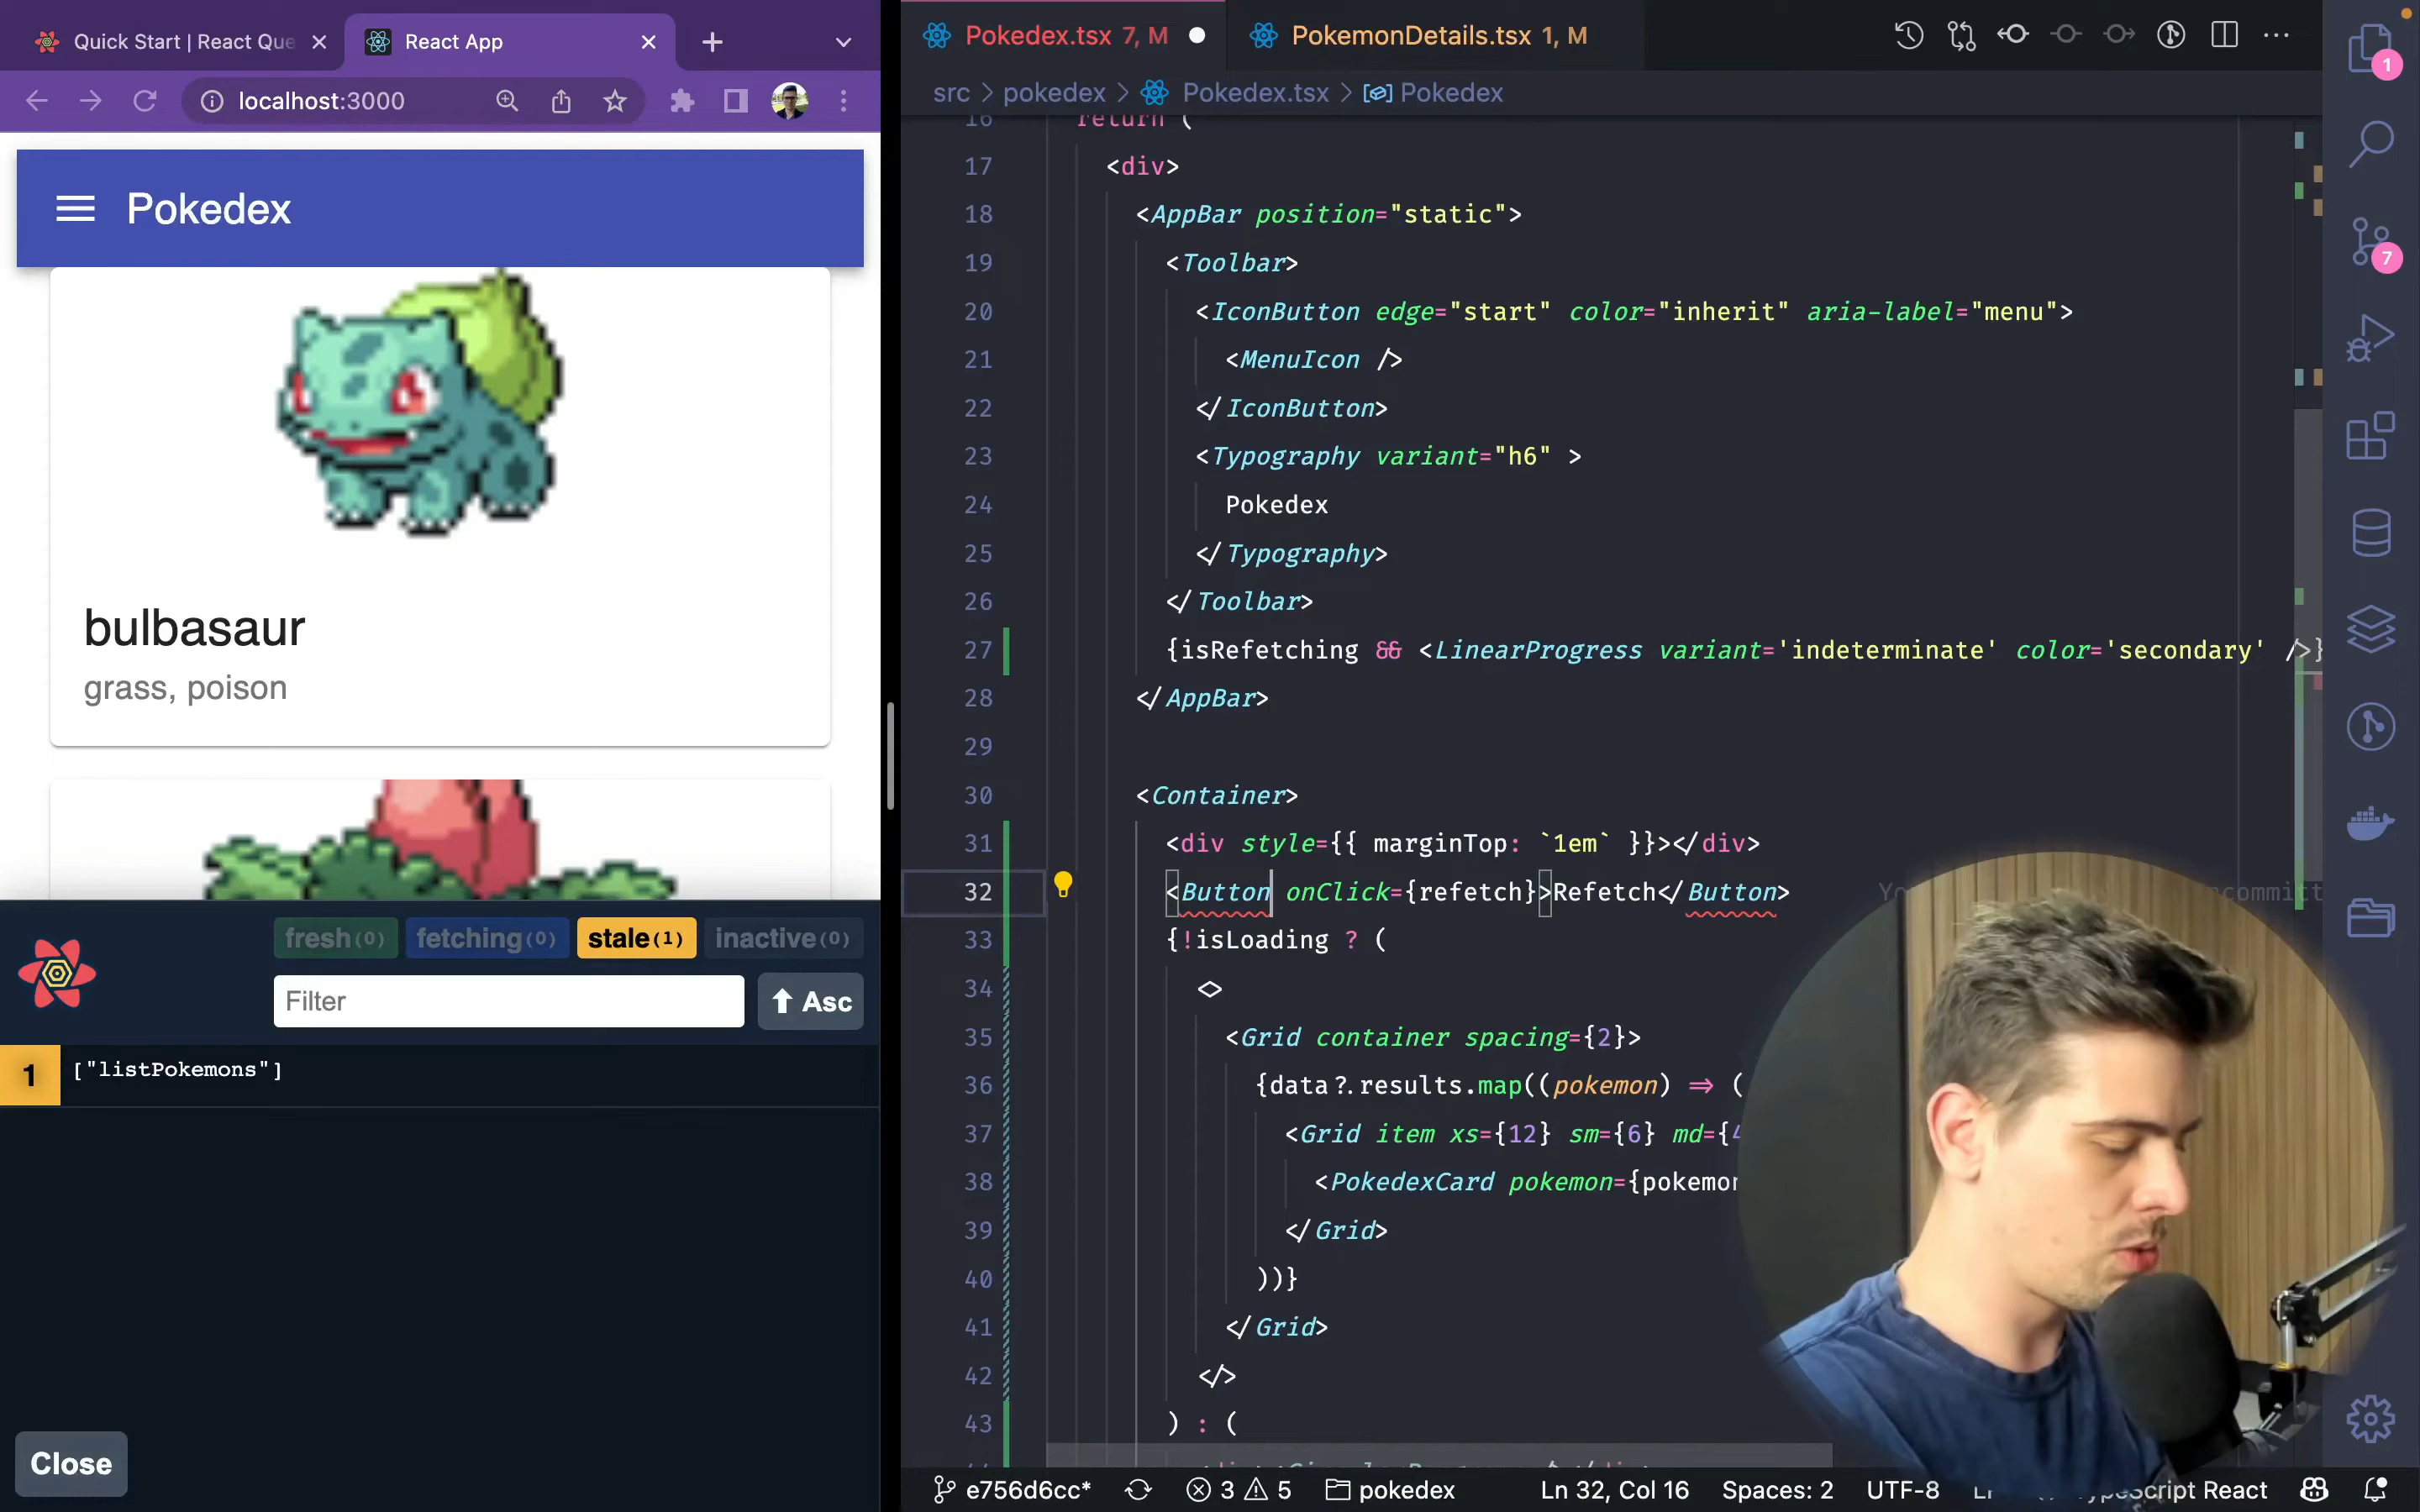 Quick Start | React Que
React App
localhost:3000
Pokedex
bulbasaur
grass, poison
fresh (0)
fetching (0)
stale (1)
inactive (0)
Filter
Asc
1 ["listPokemons"]
Close
Pokedex.tsx 7, M
PokemonDetails.tsx 1, M
src > pokedex > Pokedex.tsx > Pokedex
16 return (
17 <div>
18 <AppBar position="static">
19 <Toolbar>
20 <IconButton edge="start" color="inherit" aria-label="menu">
21 <MenuIcon />
22 </IconButton>
23 <Typography variant="h6" >
24 Pokedex
25 </Typography>
26 </Toolbar>
27 {isRefetching && <LinearProgress variant='indeterminate' color='secondary' />}
28 </AppBar>
29
30 <Container>
31 <div style={{ marginTop: `1em` }}></div>
32 <Button onClick={refetch}>Refetch</Button>
33 {!isLoading ? (
34 <>
35 <Grid container spacing={2}>
36 {data?.results.map((pokemon) => (
37 <Grid item xs={12} sm={6} md={4
38 <PokedexCard pokemon={pokemon
39 </Grid>
40 ))}
41 </Grid>
42 </>
43 ) : (
1
7
e756d6cc*
3
5
pokedex
Ln 32, Col 16
Spaces: 2
UTF-8
TypeScript React